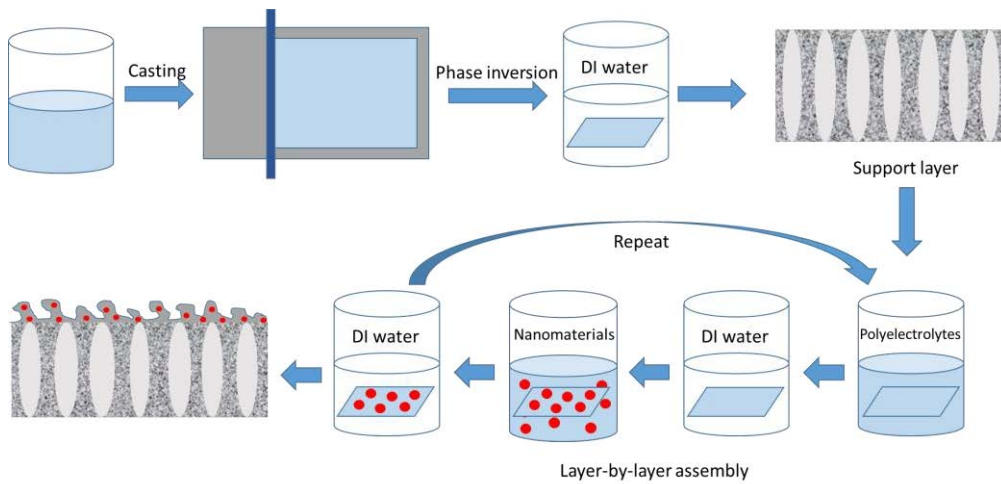 Casting
Phase inversion
DI water
Support layer
Repeat
DI water
Nanomaterials
DI water
Polyelectrolytes
Layer-by-layer assembly